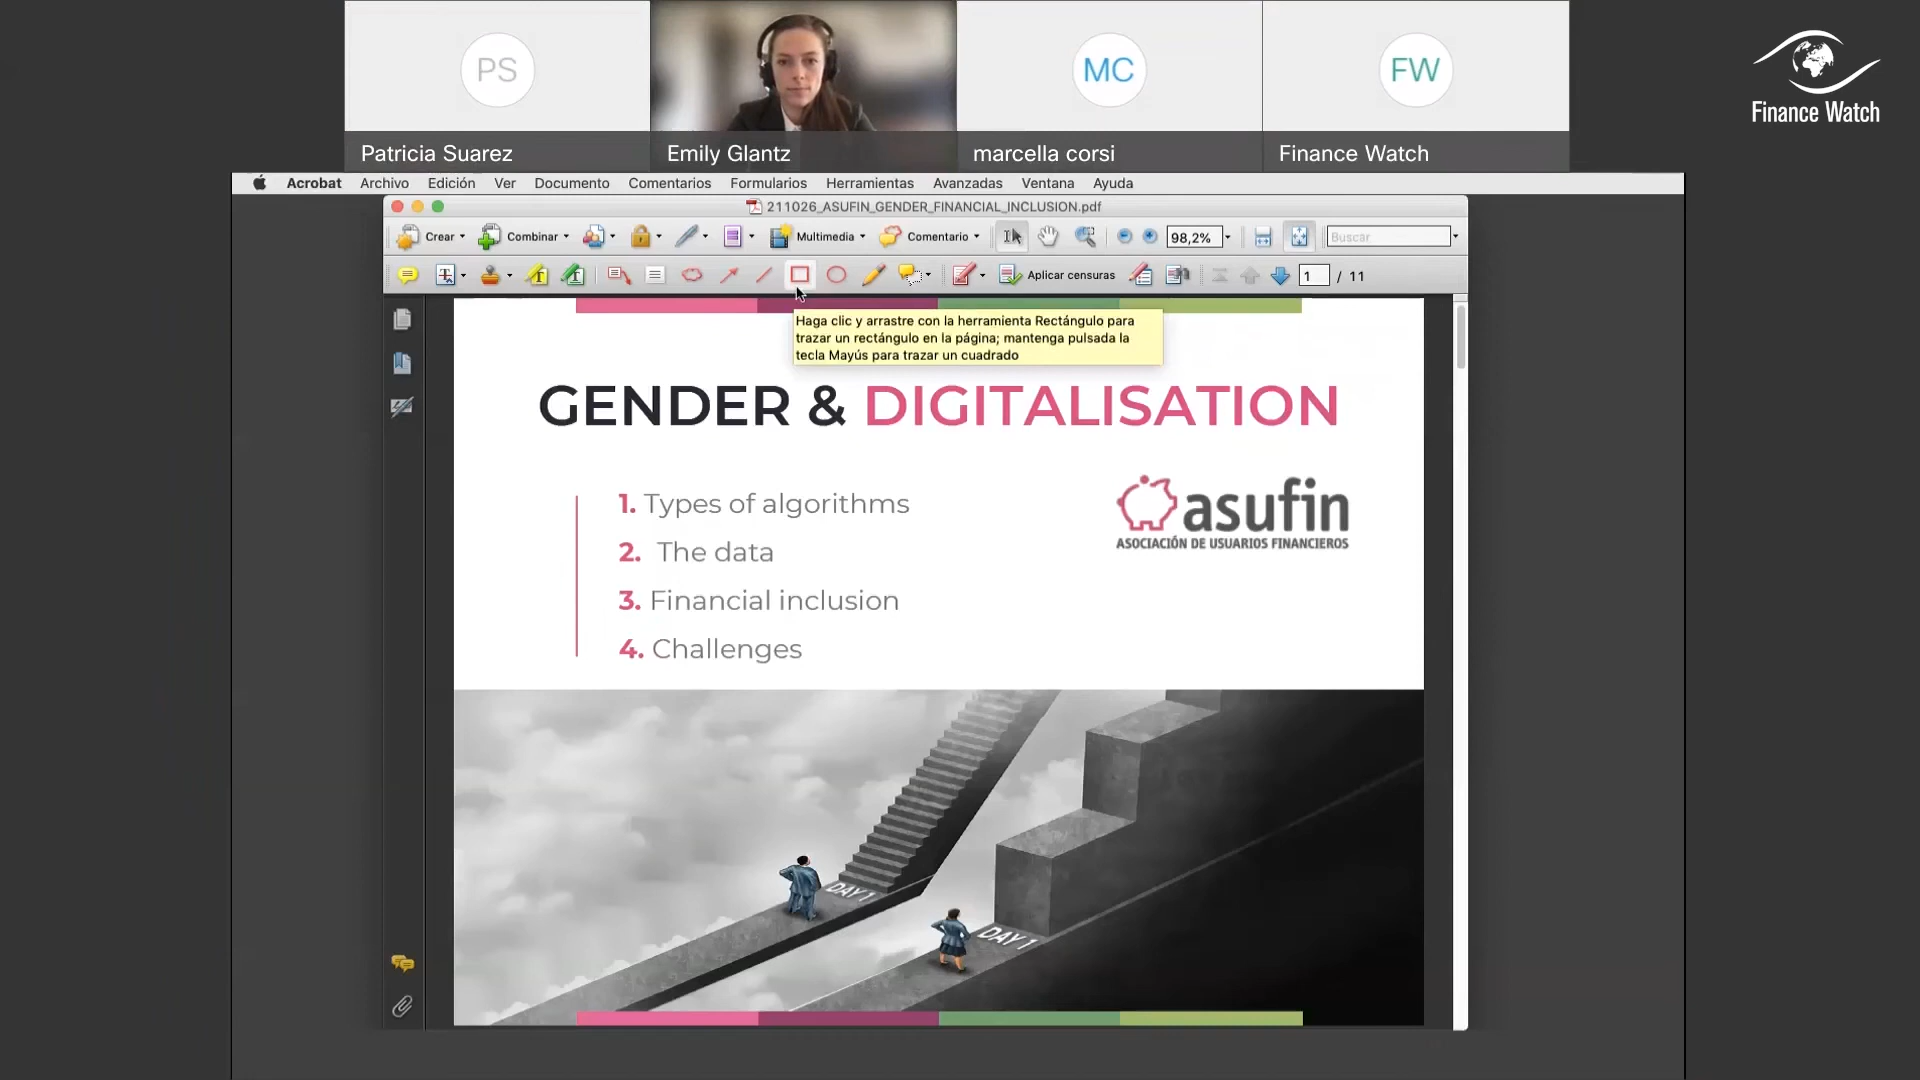 PS
MC
FW
Finance Watch
Patricia Suarez
Emily Glantz
marcella corsi
Finance Watch
Acrobat Archivo Edición Ver Documento Comentarios Formularios Herramientas Avanzadas Ventana Ayuda
211026_ASUFIN_GENDER_FINANCIAL_INCLUSION.pdf
Crear Combinar Multimedia Comentario 98,2% Buscar
Aplicar censuras 1 / 11
Haga clic y arrastre con la herramienta Rectángulo para
trazar un rectángulo en la página; mantenga pulsada la
tecla Mayús para trazar un cuadrado
GENDER & DIGITALISATION
1. Types of algorithms
2. The data
3. Financial inclusion
4. Challenges
asufin
ASOCIACIÓN DE USUARIOS FINANCIEROS
DAY 1
DAY 1